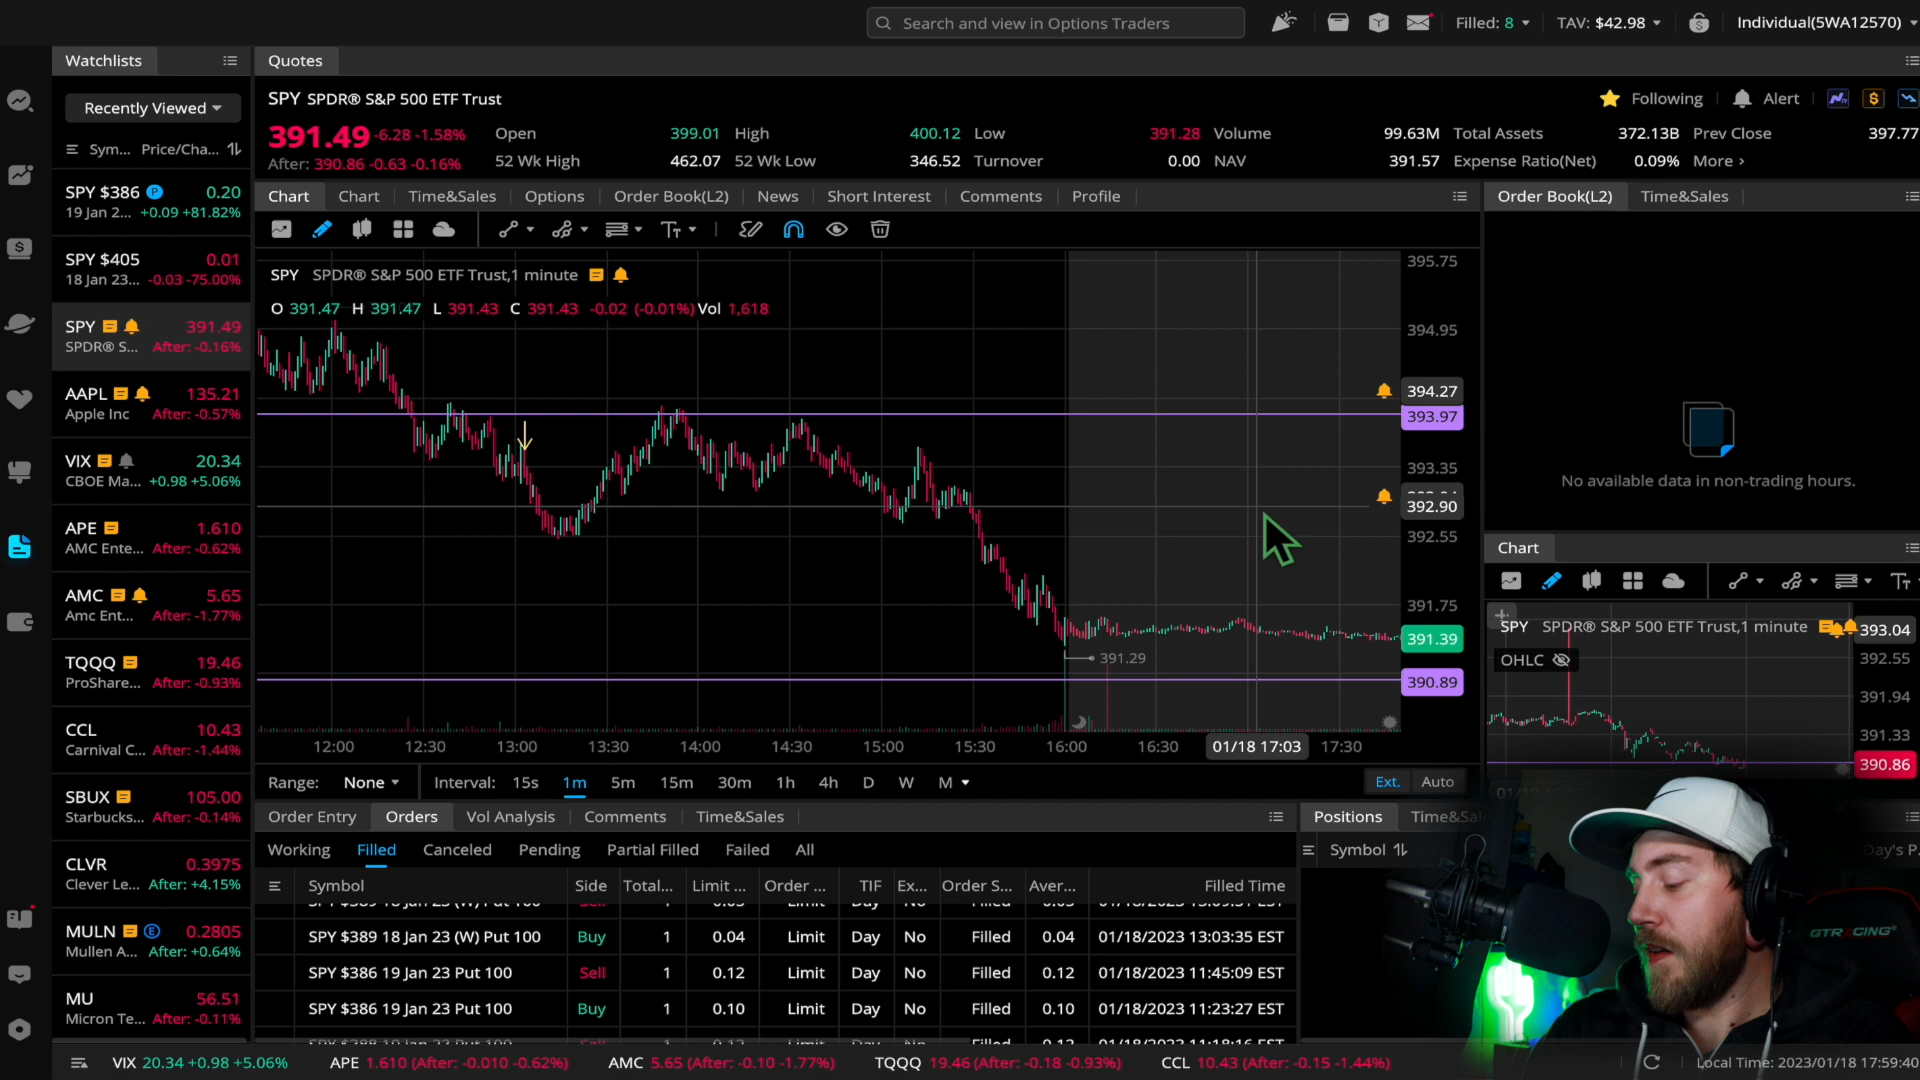 Search and view in Options Traders
Filled: 8
TAV: $42.98
Individual(5WA12570)
Watchlists
Quotes
Recently Viewed
Sym... Price/Cha...
SPY $386 P 0.20
19 Jan 2... +0.09 +81.82%
SPY $405 0.01
18 Jan 23... -0.03 -75.00%
SPY 391.49
SPDR® S... After: -0.16%
AAPL 135.21
Apple Inc After: -0.57%
VIX 20.34
CBOE Ma... +0.98 +5.06%
APE 1.610
AMC Ente... After: -0.62%
AMC 5.65
Amc Ent... After: -1.77%
TQQQ 19.46
ProShare... After: -0.93%
CCL 10.43
Carnival C... After: -1.44%
SBUX 105.00
Starbucks... After: -0.14%
CLVR 0.3975
Clever Le... After: +4.15%
MULN E 0.2805
Mullen A... After: +0.64%
MU 56.51
Micron Te... After: -0.11%
SPY SPDR® S&P 500 ETF Trust
Following Alert
391.49 -6.28 -1.58%
After: 390.86 -0.63 -0.16%
Open 399.01 High 400.12 Low 391.28 Volume 99.63M Total Assets 372.13B Prev Close 397.77
52 Wk High 462.07 52 Wk Low 346.52 Turnover 0.00 NAV 391.57 Expense Ratio(Net) 0.09% More ›
Chart Chart Time&Sales Options Order Book(L2) News Short Interest Comments Profile
SPY SPDR® S&P 500 ETF Trust,1 minute
O 391.47 H 391.47 L 391.43 C 391.43 -0.02 (-0.01%) Vol 1,618
395.75
394.95
394.27
393.97
393.35
392.90
392.55
391.75
391.39
391.29
390.89
12:00 12:30 13:00 13:30 14:00 14:30 15:00 15:30 16:00 16:30 01/18 17:03 17:30
Range: None Interval: 15s 1m 5m 15m 30m 1h 4h D W M
Ext. Auto
Order Book(L2) Time&Sales
No available data in non-trading hours.
Chart
SPY SPDR® S&P 500 ETF Trust,1 minute
OHLC
393.04
392.55
391.94
391.33
390.86
Order Entry Orders Vol Analysis Comments Time&Sales
Working Filled Canceled Pending Partial Filled Failed All
Symbol Side Total... Limit ... Order ... TIF Ex... Order S... Aver... Filled Time
SPY $389 18 Jan 23 (W) Put 100 Buy 1 0.04 Limit Day No Filled 0.04 01/18/2023 13:03:35 EST
SPY $386 19 Jan 23 Put 100 Sell 1 0.12 Limit Day No Filled 0.12 01/18/2023 11:45:09 EST
SPY $386 19 Jan 23 Put 100 Buy 1 0.10 Limit Day No Filled 0.10 01/18/2023 11:23:27 EST
Positions
Symbol
GTRACING
VIX 20.34 +0.98 +5.06% APE 1.610 (After: -0.010 -0.62%) AMC 5.65 (After: -0.10 -1.77%) TQQQ 19.46 (After: -0.18 -0.93%) CCL 10.43 (After: -0.15 -1.44%)
Local Time: 2023/01/18 17:59:40